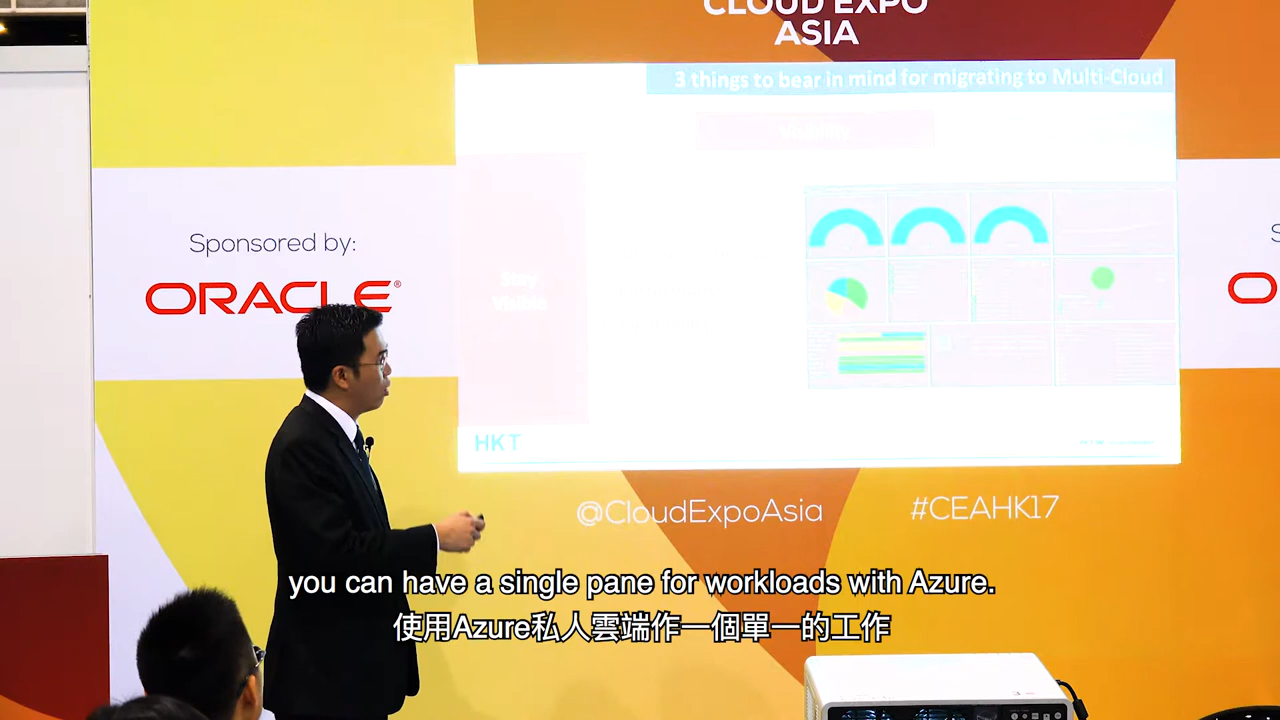 CLOUD EXPO
ASIA
3 things to bear in mind for migrating to Multi-Cloud
Sponsored by:
ORACLE®
Stay
Visible
HKT
@CloudExpoAsia
#CEAHK17
you can have a single pane for workloads with Azure.
使用Azure私人雲端作一個單一的工作